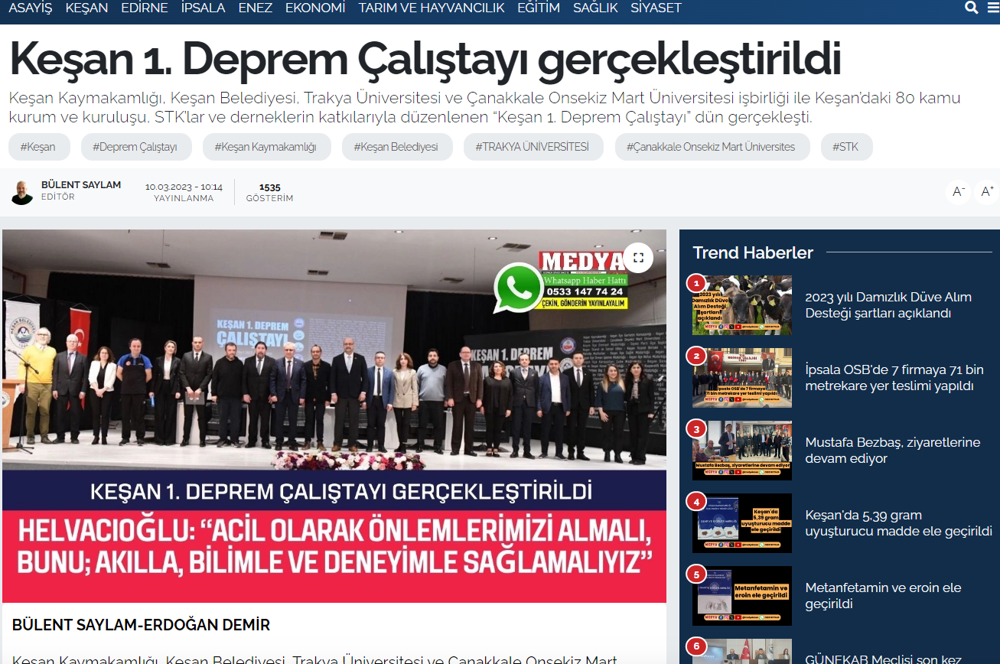 ASAYİŞ KEŞAN EDİRNE İPSALA ENEZ EKONOMİ TARIM VE HAYVANCILIK EĞİTİM SAĞLIK SİYASET
Keşan 1. Deprem Çalıştayı gerçekleştirildi
Keşan Kaymakamlığı, Keşan Belediyesi, Trakya Üniversitesi ve Çanakkale Onsekiz Mart Üniversitesi işbirliği ile Keşan’daki 80 kamu
kurum ve kuruluşu, STK’lar ve derneklerin katkılarıyla düzenlenen “Keşan 1. Deprem Çalıştayı” dün gerçekleşti.
#Keşan #Deprem Çalıştayı #Keşan Kaymakamlığı #Keşan Belediyesi #TRAKYA ÜNİVERSİTESİ #Çanakkale Onsekiz Mart Üniversites #STK
BÜLENT SAYLAM
EDİTÖR
10.03.2023 - 10:14
YAYINLANMA
1535
GÖSTERİM
A-
A+
MEDYA
Whatsapp Haber Hattı
0533 147 74 24
ÇEKİN, GÖNDERİN YAYINLAYALIM
KEŞAN 1. DEPREM
ÇALIŞTAYI
KEŞAN 1. DEPREM
KEŞAN 1. DEPREM ÇALIŞTAYI GERÇEKLEŞTİRİLDİ
HELVACIOĞLU: “ACİL OLARAK ÖNLEMLERİMİZİ ALMALI,
BUNU; AKILLA, BİLİMLE VE DENEYİMLE SAĞLAMALIYIZ”
BÜLENT SAYLAM-ERDOĞAN DEMİR
Keşan Kaymakamlığı, Keşan Belediyesi, Trakya Üniversitesi ve Çanakkale Onsekiz Mart
Trend Haberler
1
2023 yılı
Damızlık Düve
Alım Desteği
şartları
açıklandı
MEDYA
2023 yılı Damızlık Düve Alım
Desteği şartları açıklandı
2
İpsala OSB'de 7 firmaya
71 bin metrekare yer teslimi yapıldı
MEDYA
İpsala OSB'de 7 firmaya 71 bin
metrekare yer teslimi yapıldı
3
Mustafa Bezbaş, ziyaretlerine devam ediyor
MEDYA
Mustafa Bezbaş, ziyaretlerine
devam ediyor
4
Keşan'da
5,39 gram
uyuşturucu madde
ele geçirildi
MEDYA
Keşan'da 5,39 gram
uyuşturucu madde ele geçirildi
5
Metanfetamin ve
eroin ele geçirildi
MEDYA
Metanfetamin ve eroin ele
geçirildi
6
GÜNEKAB Meclisi son kez